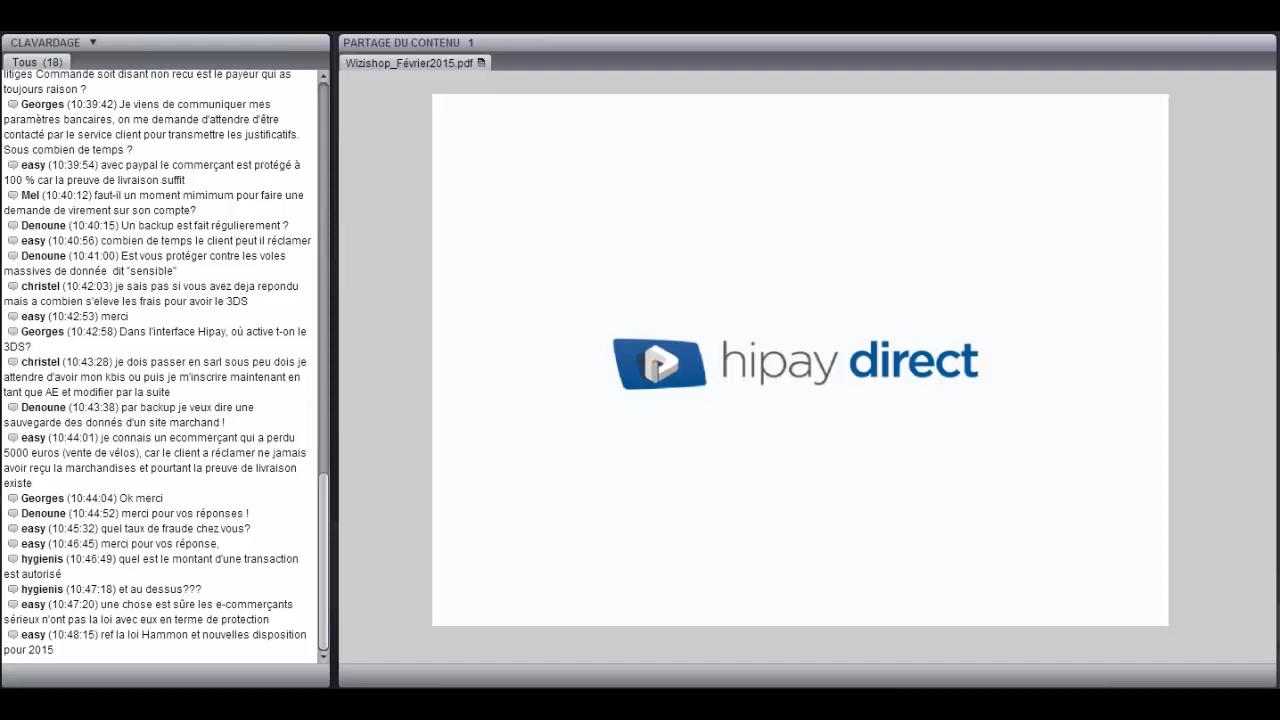 CLAVARDAGE
Tous (18)
litiges Commande soit disant non recu est le payeur qui as
toujours raison ?
Georges (10:39:42) Je viens de communiquer mes
paramètres bancaires, on me demande d'attendre d'être
contacté par le service client pour transmettre les justificatifs.
Sous combien de temps ?
easy (10:39:54) avec paypal le commerçant est protégé à
100 % car la preuve de livraison suffit
Mel (10:40:12) faut-il un moment mimimum pour faire une
demande de virement sur son compte?
Denoune (10:40:15) Un backup est fait régulierement ?
easy (10:40:56) combien de temps le client peut il réclamer
Denoune (10:41:00) Est vous protéger contre les voles
massives de donnée  dit "sensible"
christel (10:42:03) je sais pas si vous avez deja repondu
mais a combien s'eleve les frais pour avoir le 3DS
easy (10:42:53) merci
Georges (10:42:58) Dans l'interface Hipay, où active t-on le
3DS?
christel (10:43:28) je dois passer en sarl sous peu dois je
attendre d'avoir mon kbis ou puis je m'inscrire maintenant en
tant que AE et modifier par la suite
Denoune (10:43:38) par backup je veux dire une
sauvegarde des donnés d'un site marchand !
easy (10:44:01) je connais un ecommerçant qui a perdu
5000 euros (vente de vélos), car le client a réclamer ne jamais
avoir reçu la marchandises et pourtant la preuve de livraison
existe
Georges (10:44:04) Ok merci
Denoune (10:44:52) merci pour vos réponses !
easy (10:45:32) quel taux de fraude chez vous?
easy (10:46:45) merci pour vos réponse,
hygienis (10:46:49) quel est le montant d'une transaction
est autorisé
hygienis (10:47:18) et au dessus???
easy (10:47:20) une chose est sûre les e-commerçants
sérieux n'ont pas la loi avec eux en terme de protection
easy (10:48:15) ref la loi Hammon et nouvelles disposition
pour 2015
PARTAGE DU CONTENU 1
Wizishop_Février2015.pdf
hipay direct